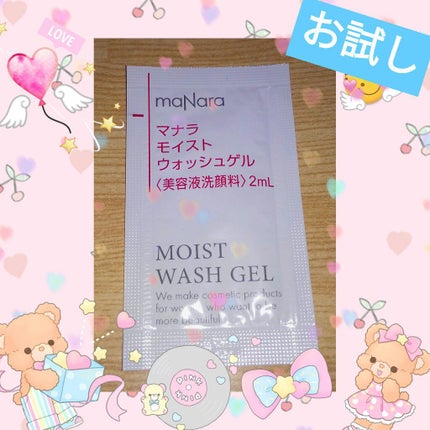 お試し
LOVE
maNara
マナラ
モイスト
ウォッシュゲル
〈美容液洗顔料〉2mL
MOIST
WASH GEL
We make cosmetic products
for women who want to be
more beautiful.
PINK